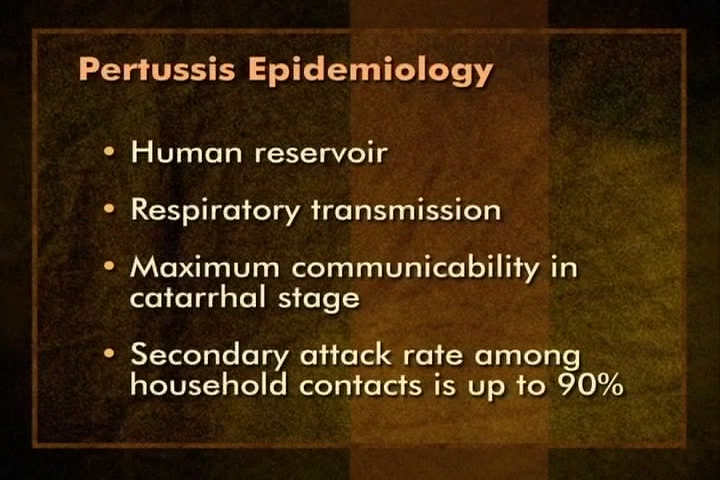 Pertussis Epidemiology
• Human reservoir
• Respiratory transmission
• Maximum communicability in
catarrhal stage
• Secondary attack rate among
household contacts is up to 90%